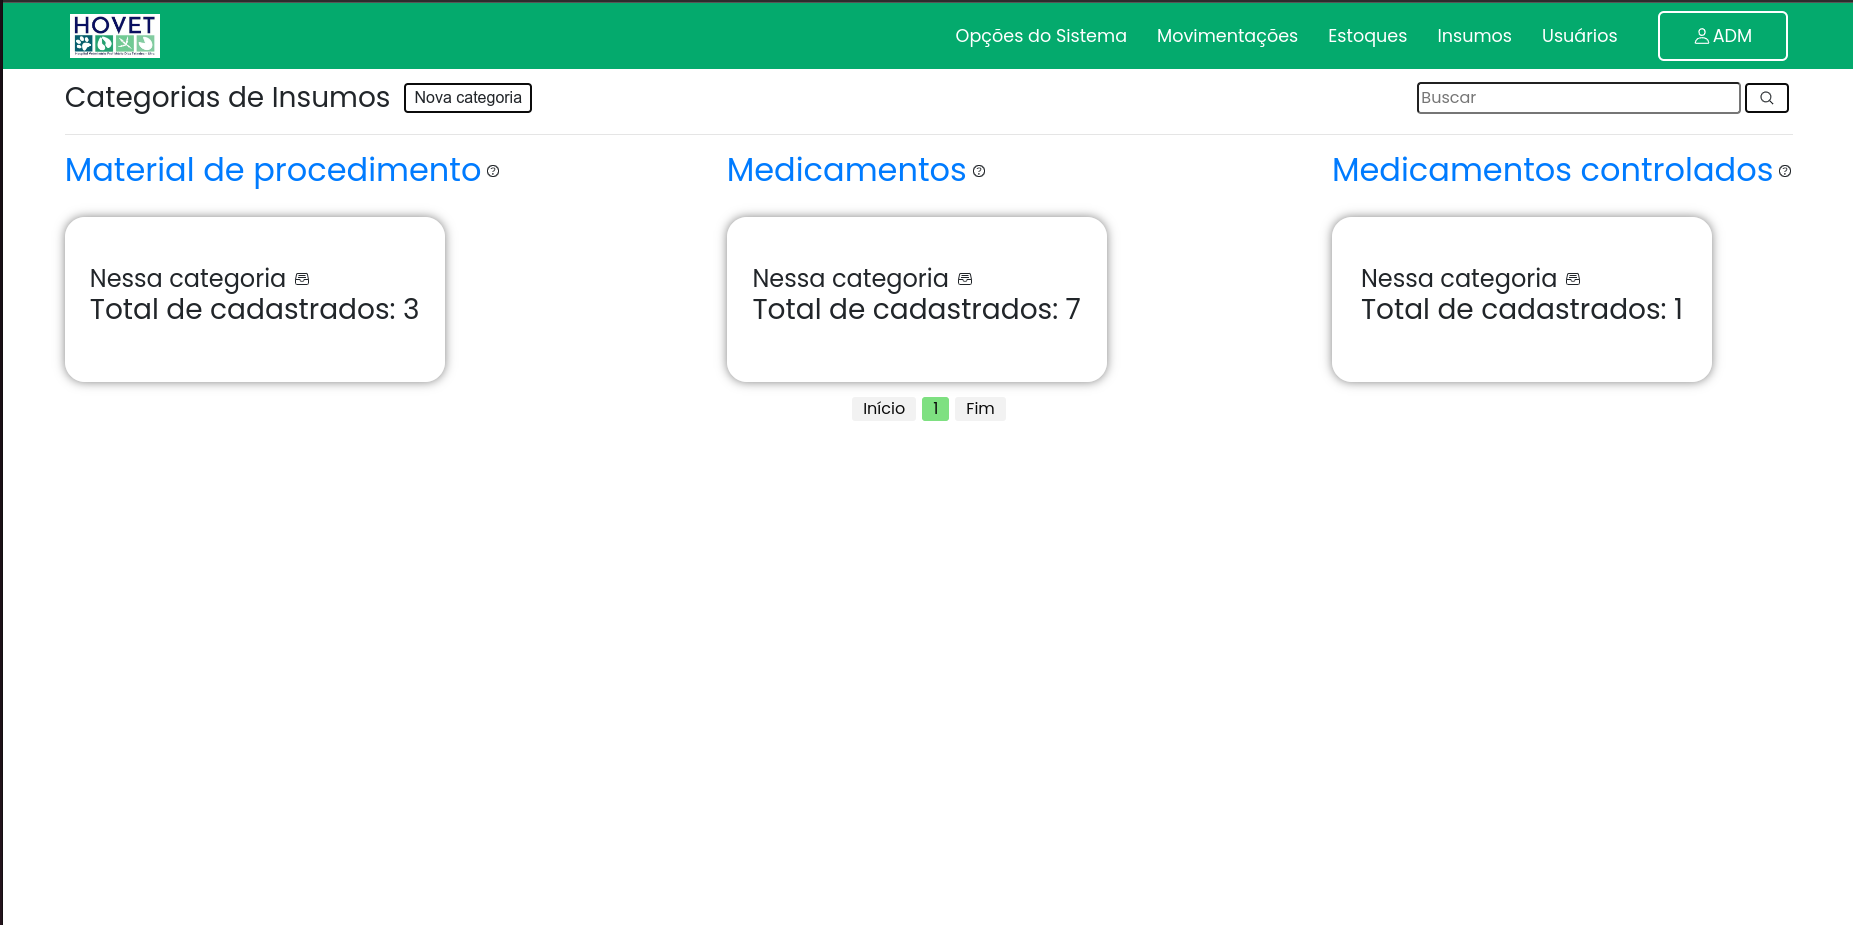 HOVET
Opções do Sistema Movimentações Estoques Insumos Usuários ADM
Categorias de Insumos Nova categoria Buscar
Material de procedimento Medicamentos Medicamentos controlados
Nessa categoria
Total de cadastrados: 3
Nessa categoria
Total de cadastrados: 7
Nessa categoria
Total de cadastrados: 1
Início 1 Fim